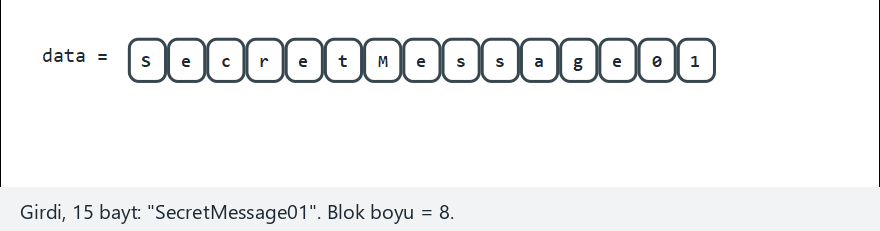 data = S e c r e t M e s s a g e 0 1
Girdi, 15 bayt: "SecretMessage01". Blok boyu = 8.